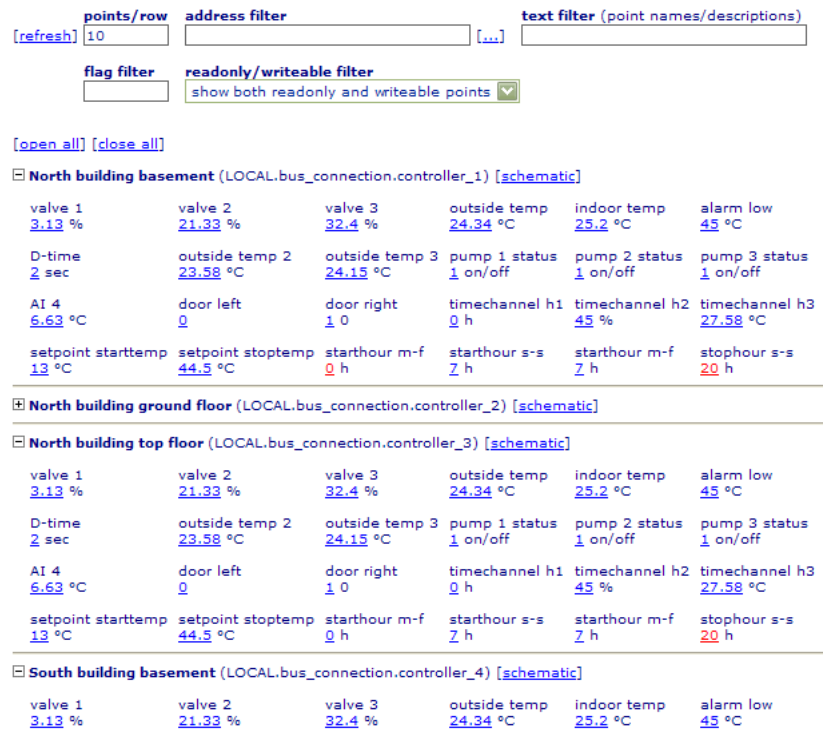 points/row address filter text filter (point names/descriptions)
[refresh] 10 [...]
flag filter readonly/writeable filter
show both readonly and writeable points
[open all] [close all]
North building basement (LOCAL.bus_connection.controller_1) [schematic]
valve 1 valve 2 valve 3 outside temp indoor temp alarm low
3.13 % 21.33 % 32.4 % 24.34 °C 25.2 °C 45 °C
D-time outside temp 2 outside temp 3 pump 1 status pump 2 status pump 3 status
2 sec 23.58 °C 24.15 °C 1 on/off 1 on/off 1 on/off
AI 4 door left door right timechannel h1 timechannel h2 timechannel h3
6.63 °C 0 1 0 0 h 45 % 27.58 °C
setpoint starttemp setpoint stoptemp starthour m-f starthour s-s starthour m-f stophour s-s
13 °C 44.5 °C 0 h 7 h 7 h 20 h
North building ground floor (LOCAL.bus_connection.controller_2) [schematic]
North building top floor (LOCAL.bus_connection.controller_3) [schematic]
valve 1 valve 2 valve 3 outside temp indoor temp alarm low
3.13 % 21.33 % 32.4 % 24.34 °C 25.2 °C 45 °C
D-time outside temp 2 outside temp 3 pump 1 status pump 2 status pump 3 status
2 sec 23.58 °C 24.15 °C 1 on/off 1 on/off 1 on/off
AI 4 door left door right timechannel h1 timechannel h2 timechannel h3
6.63 °C 0 1 0 0 h 45 % 27.58 °C
setpoint starttemp setpoint stoptemp starthour m-f starthour s-s starthour m-f stophour s-s
13 °C 44.5 °C 0 h 7 h 7 h 20 h
South building basement (LOCAL.bus_connection.controller_4) [schematic]
valve 1 valve 2 valve 3 outside temp indoor temp alarm low
3.13 % 21.33 % 32.4 % 24.34 °C 25.2 °C 45 °C